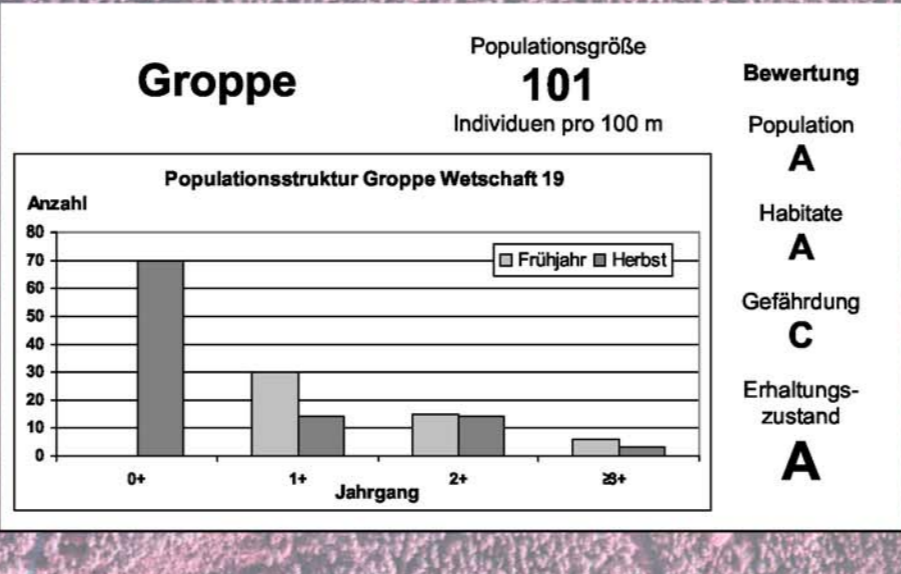 Groppe
Populationsgröße
101
Individuen pro 100 m
Populationsstruktur Groppe Wetschaft 19
Anzahl
80
70
60
50
40
30
20
10
0
Frühjahr Herbst
0+ 1+ 2+ ≥3+
Jahrgang
Bewertung
Population
A
Habitate
A
Gefährdung
C
Erhaltungs-
zustand
A